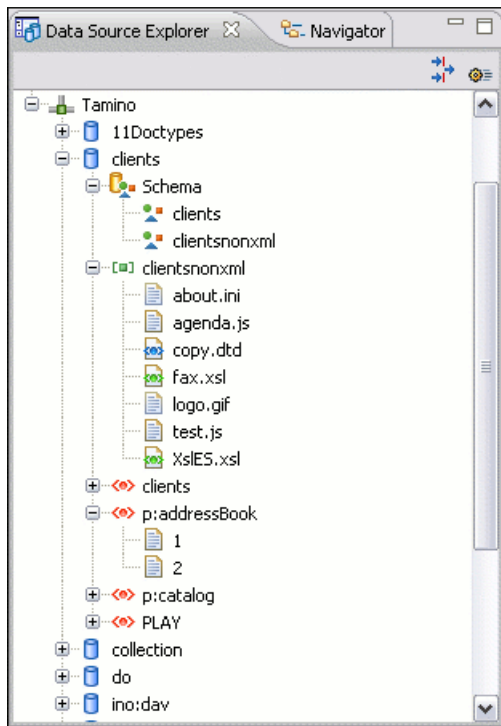 Data Source Explorer Navigator
Tamino
11Doctypes
clients
Schema
clients
clientsnonxml
clientsnonxml
about.ini
agenda.js
copy.dtd
fax.xsl
logo.gif
test.js
XslES.xsl
clients
p:addressBook
1
2
p:catalog
PLAY
collection
do
ino:dav